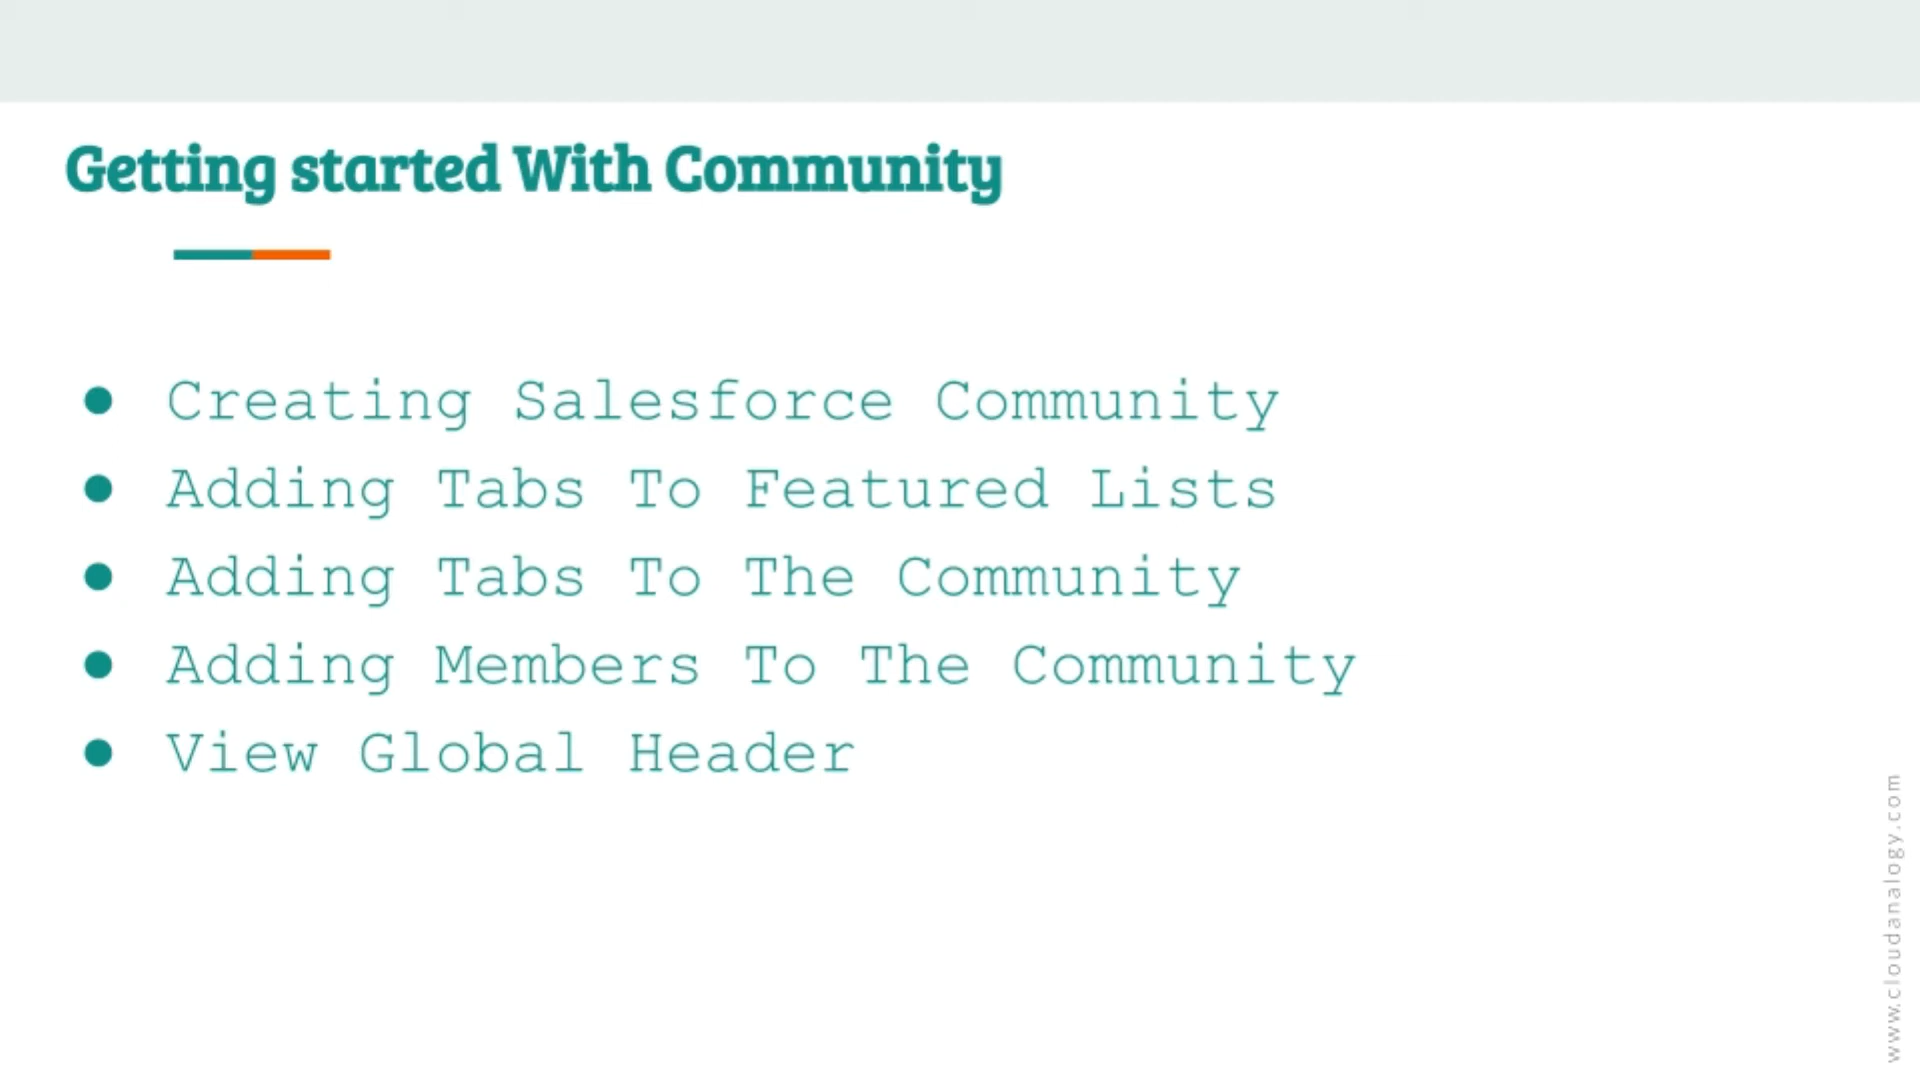 Getting started With Community
● Creating Salesforce Community
● Adding Tabs To Featured Lists
● Adding Tabs To The Community
● Adding Members To The Community
● View Global Header
www.cloudanalogy.com